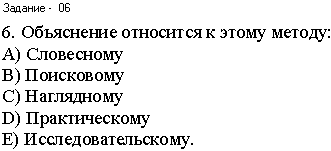 Задание - 06
6. Объяснение относится к этому методу:
A) Словесному
B) Поисковому
C) Наглядному
D) Практическому
E) Исследовательскому.